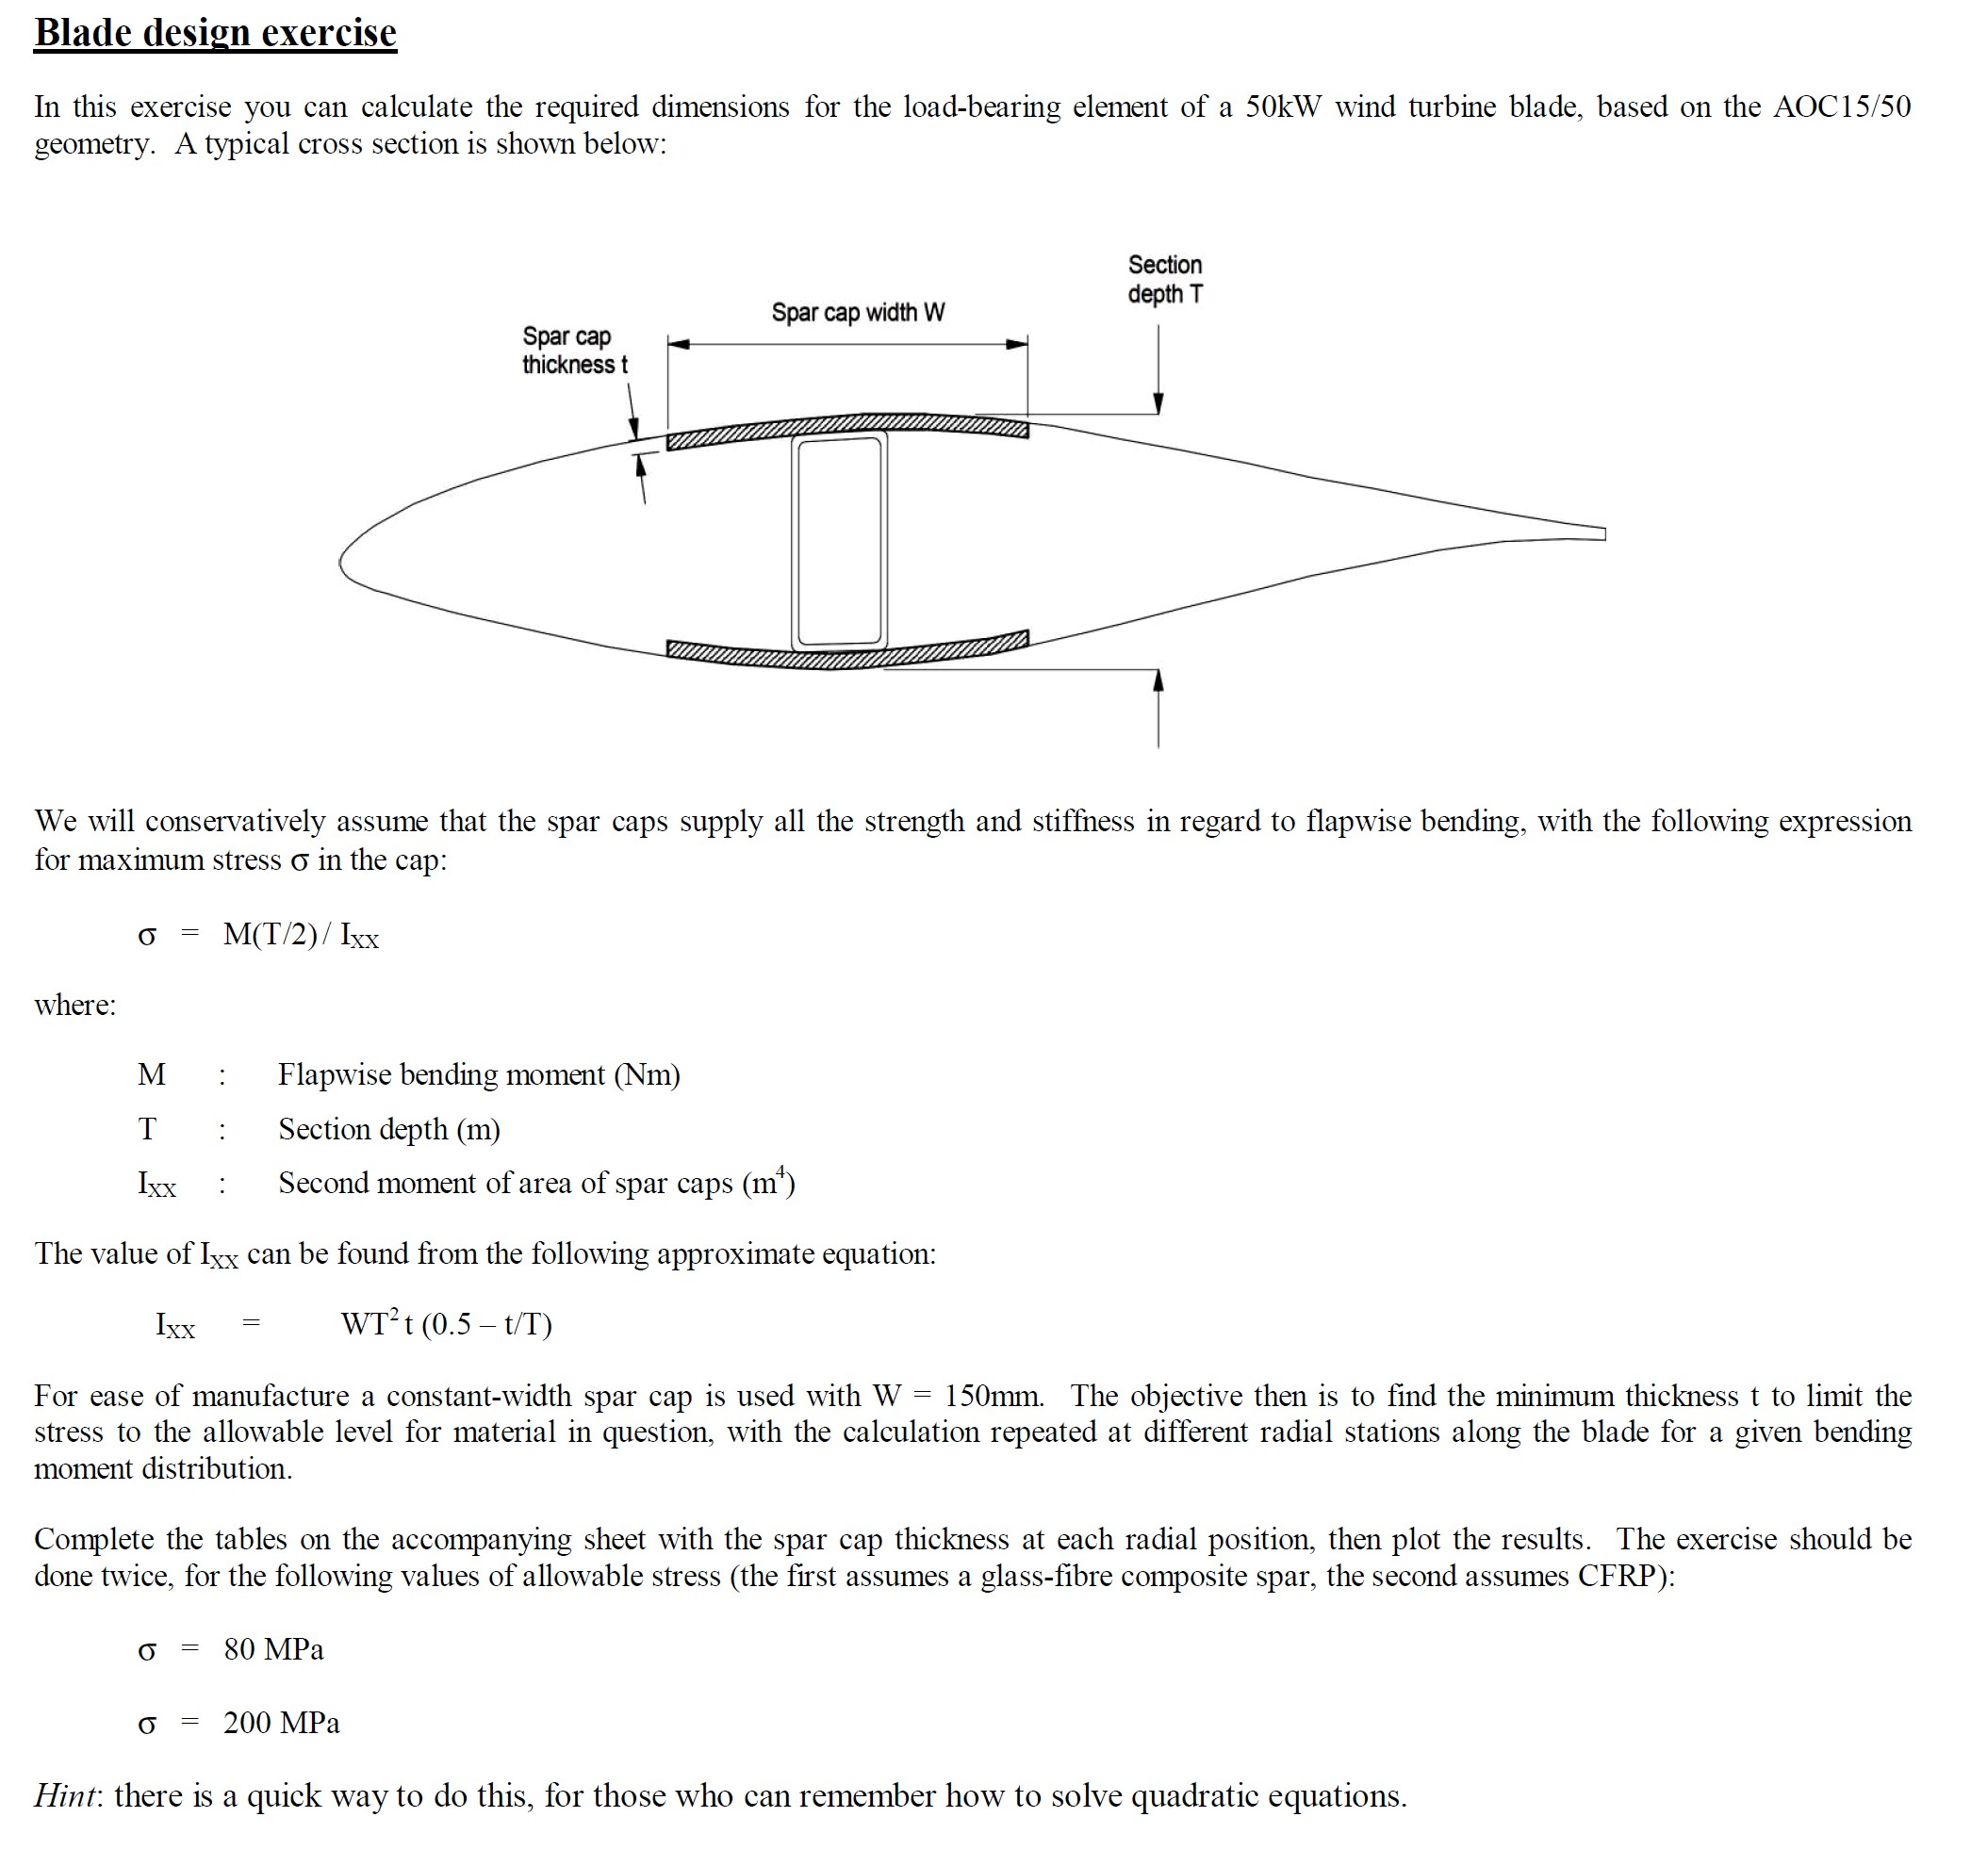 Blade design exercise
In this exercise you can calculate the required dimensions for the load-bearing element of a 50kW wind turbine blade, based on the AOC15/50
geometry. A typical cross section is shown below:
Section
depth T
Spar cap width W
Spar cap
thickness t
We will conservatively assume that the spar caps supply all the strength and stiffness in regard to flapwise bending, with the following expression
for maximum stress σ in the cap:
σ = M(T/2)/ I_XX
where:
M : Flapwise bending moment (Nm)
T : Section depth (m)
I_XX : Second moment of area of spar caps (m⁴)
The value of I_XX can be found from the following approximate equation:
I_XX = WT² t (0.5 – t/T)
For ease of manufacture a constant-width spar cap is used with W = 150mm. The objective then is to find the minimum thickness t to limit the
stress to the allowable level for material in question, with the calculation repeated at different radial stations along the blade for a given bending
moment distribution.
Complete the tables on the accompanying sheet with the spar cap thickness at each radial position, then plot the results. The exercise should be
done twice, for the following values of allowable stress (the first assumes a glass-fibre composite spar, the second assumes CFRP):
σ = 80 MPa
σ = 200 MPa
Hint: there is a quick way to do this, for those who can remember how to solve quadratic equations.